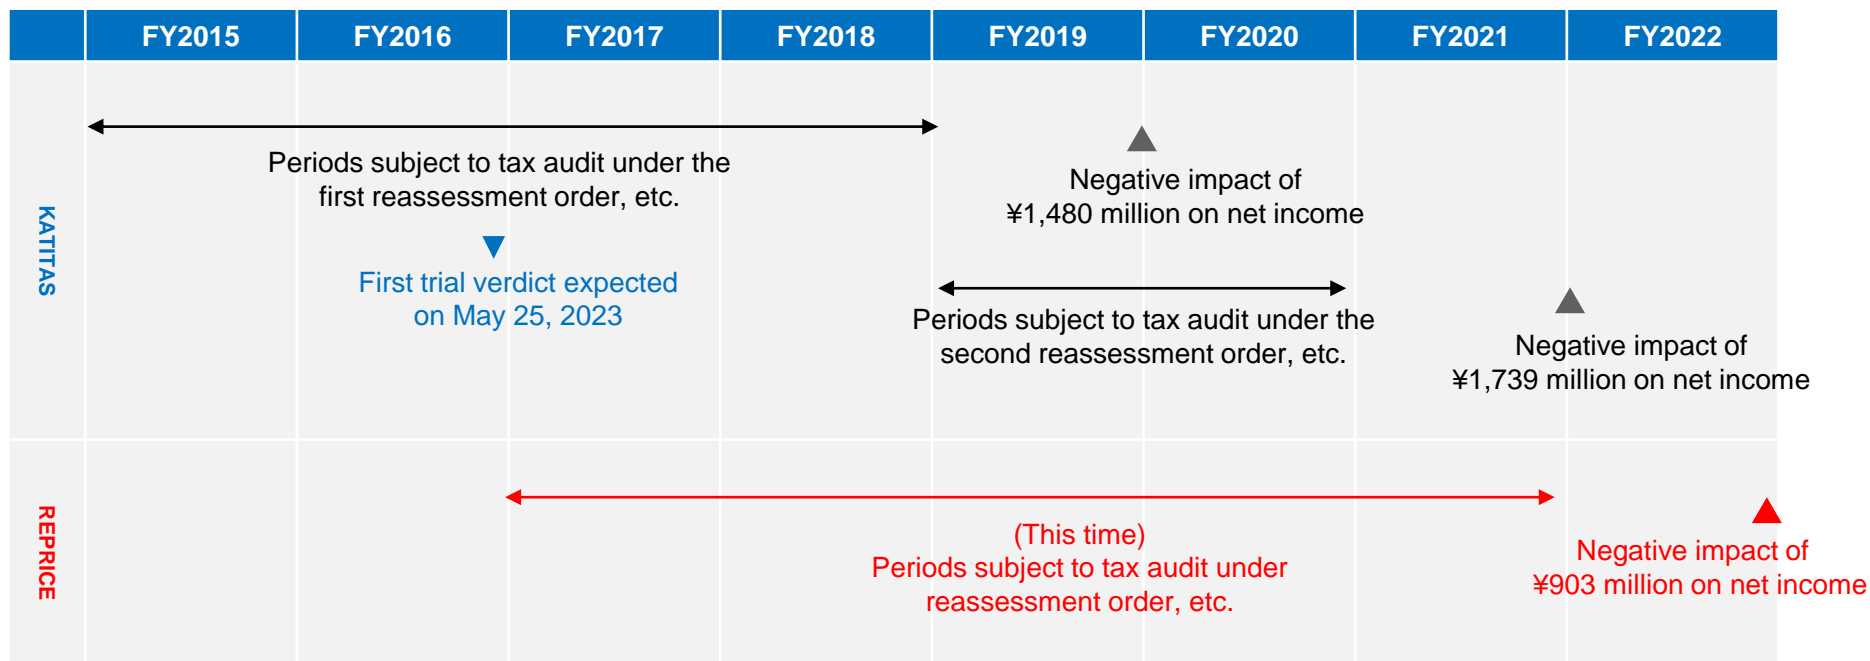 FY2015 FY2016 FY2017 FY2018 FY2019 FY2020 FY2021 FY2022
KATITAS
Periods subject to tax audit under the
first reassessment order, etc.
First trial verdict expected
on May 25, 2023
Negative impact of
¥1,480 million on net income
Periods subject to tax audit under the
second reassessment order, etc.
Negative impact of
¥1,739 million on net income
REPRICE
(This time)
Periods subject to tax audit under
reassessment order, etc.
Negative impact of
¥903 million on net income